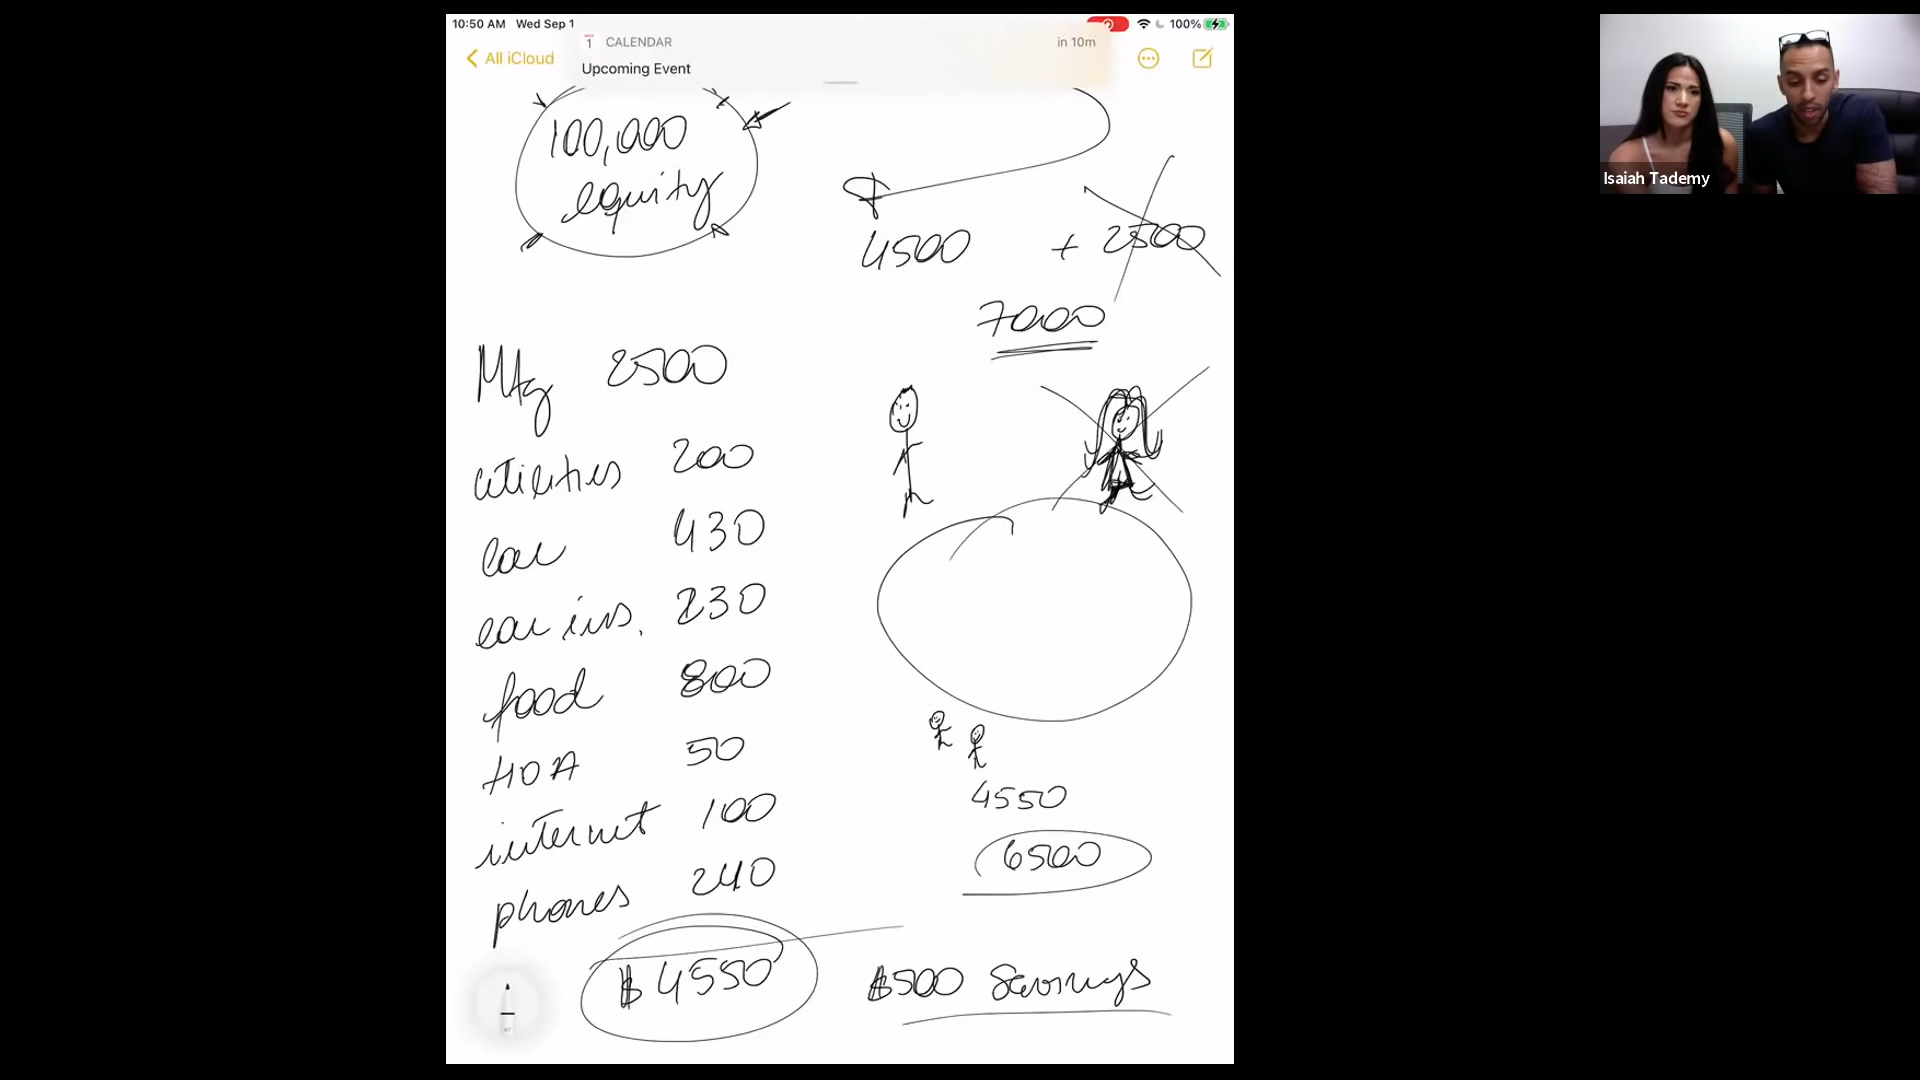 10:50 AM Wed Sep 1
100%
All iCloud
1 CALENDAR
in 10m
Upcoming Event
100,000
equity
4500 + 2500
7000
Mtg 2500
utilities 200
car 430
car ins. 230
food 800
HOA 50
internet 100
phones 240
$4550
4550
6500
$500 Savings
Isaiah Tademy